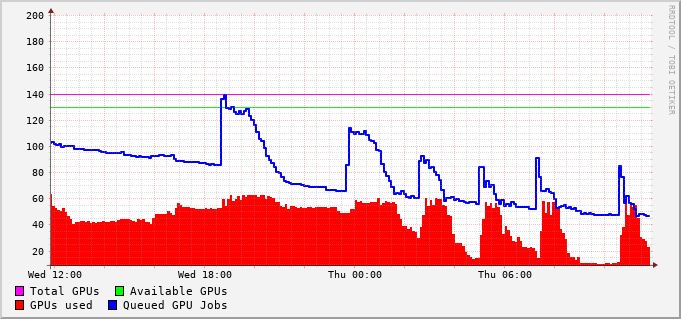 200
180
160
140
120
100
80
60
40
20
Wed 12:00 Wed 18:00 Thu 00:00 Thu 06:00
Total GPUs Available GPUs
GPUs used Queued GPU Jobs
RRDTOOL / TOBI OETIKER